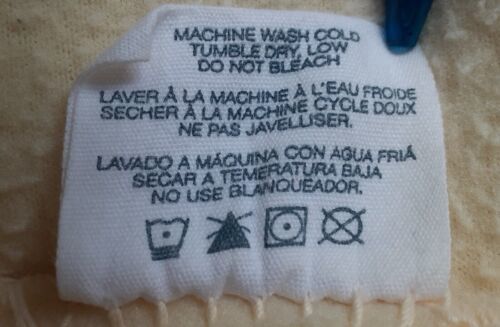 MACHINE WASH COLD
TUMBLE DRY, LOW
DO NOT BLEACH
LAVER À LA MACHINE À L'EAU FROIDE
SECHER À LA MACHINE CYCLE DOUX
NE PAS JAVELLISER.
LAVADO A MÁQUINA CON AGUA FRIÁ
SECAR A TEMERATURA BAJA
NO USE BLANQUEADOR.